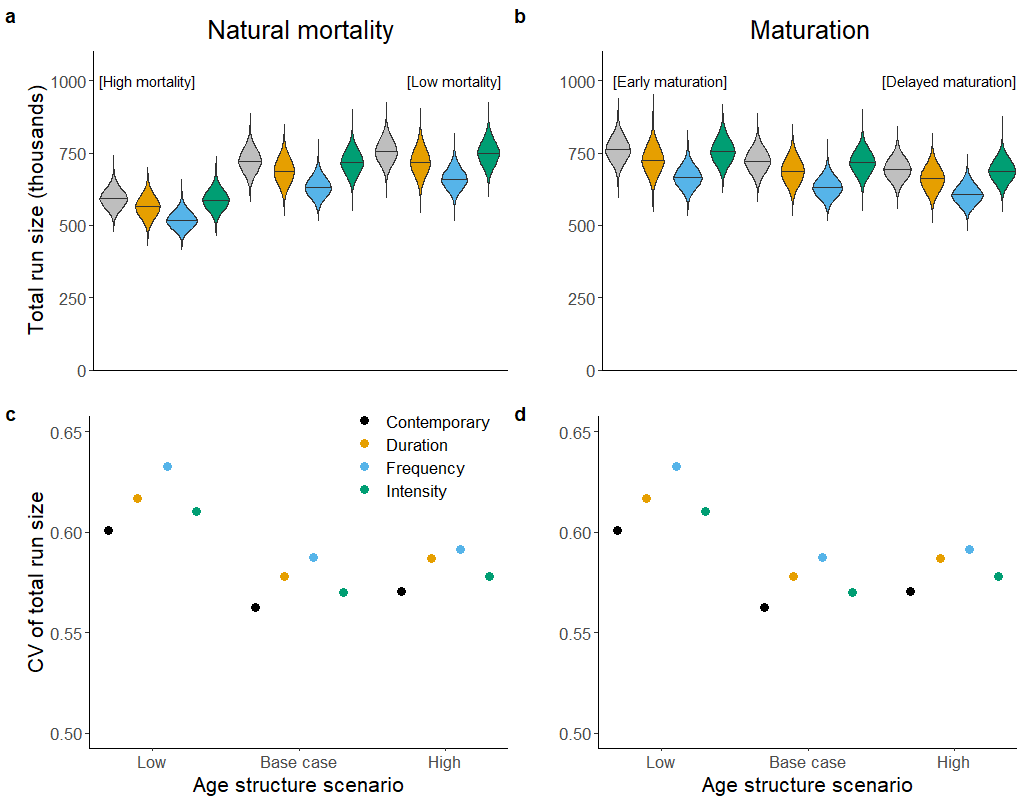 a
Natural mortality
Total run size (thousands)
1000
750
500
250
0
[High mortality]
[Low mortality]
b
Maturation
1000
750
500
250
0
[Early maturation]
[Delayed maturation]
c
CV of total run size
0.65
0.60
0.55
0.50
Contemporary
Duration
Frequency
Intensity
Low
Base case
High
Age structure scenario
d
0.65
0.60
0.55
0.50
Low
Base case
High
Age structure scenario